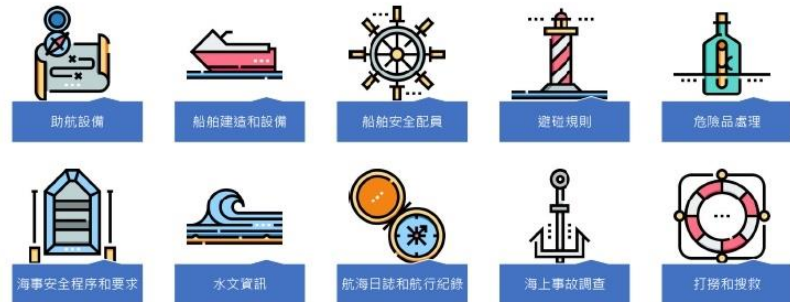 助航設備
船舶建造和設備
船舶安全配員
避碰規則
危險品處理
海事安全程序和要求
水文資訊
航海日誌和航行紀錄
海上事故調查
打撈和搜救